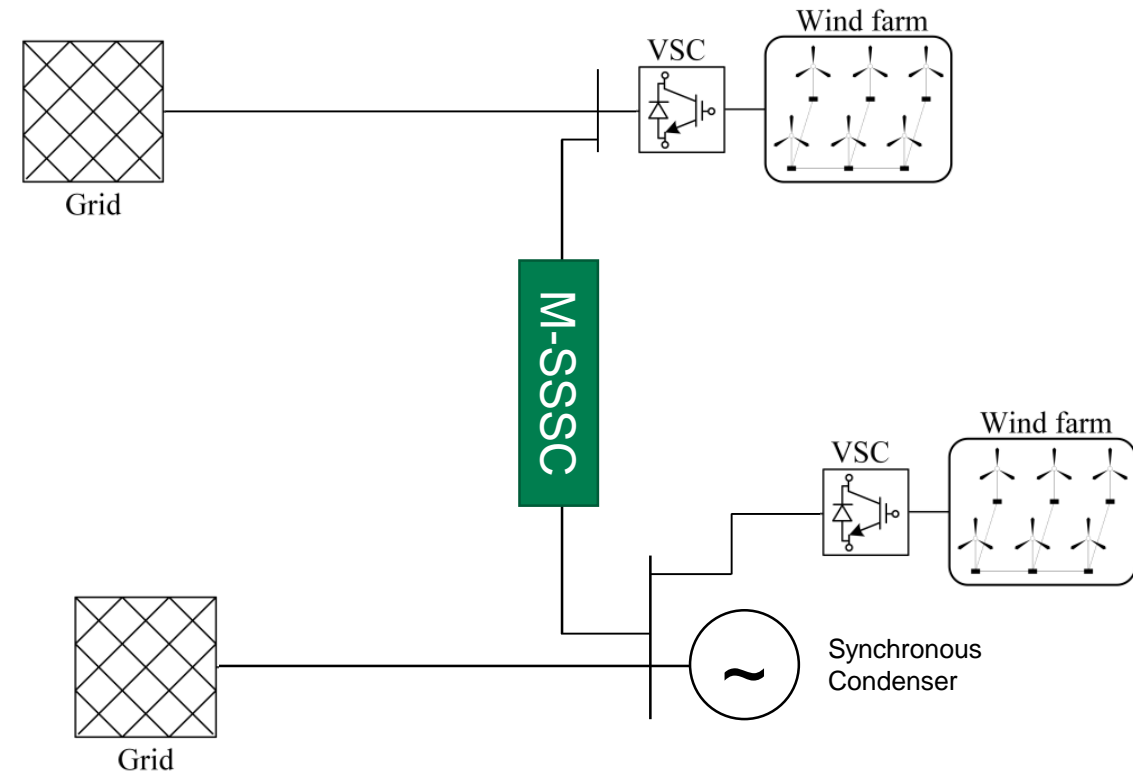 Wind farm
VSC
Grid
M-SSSC
Wind farm
VSC
~
Synchronous
Condenser
Grid